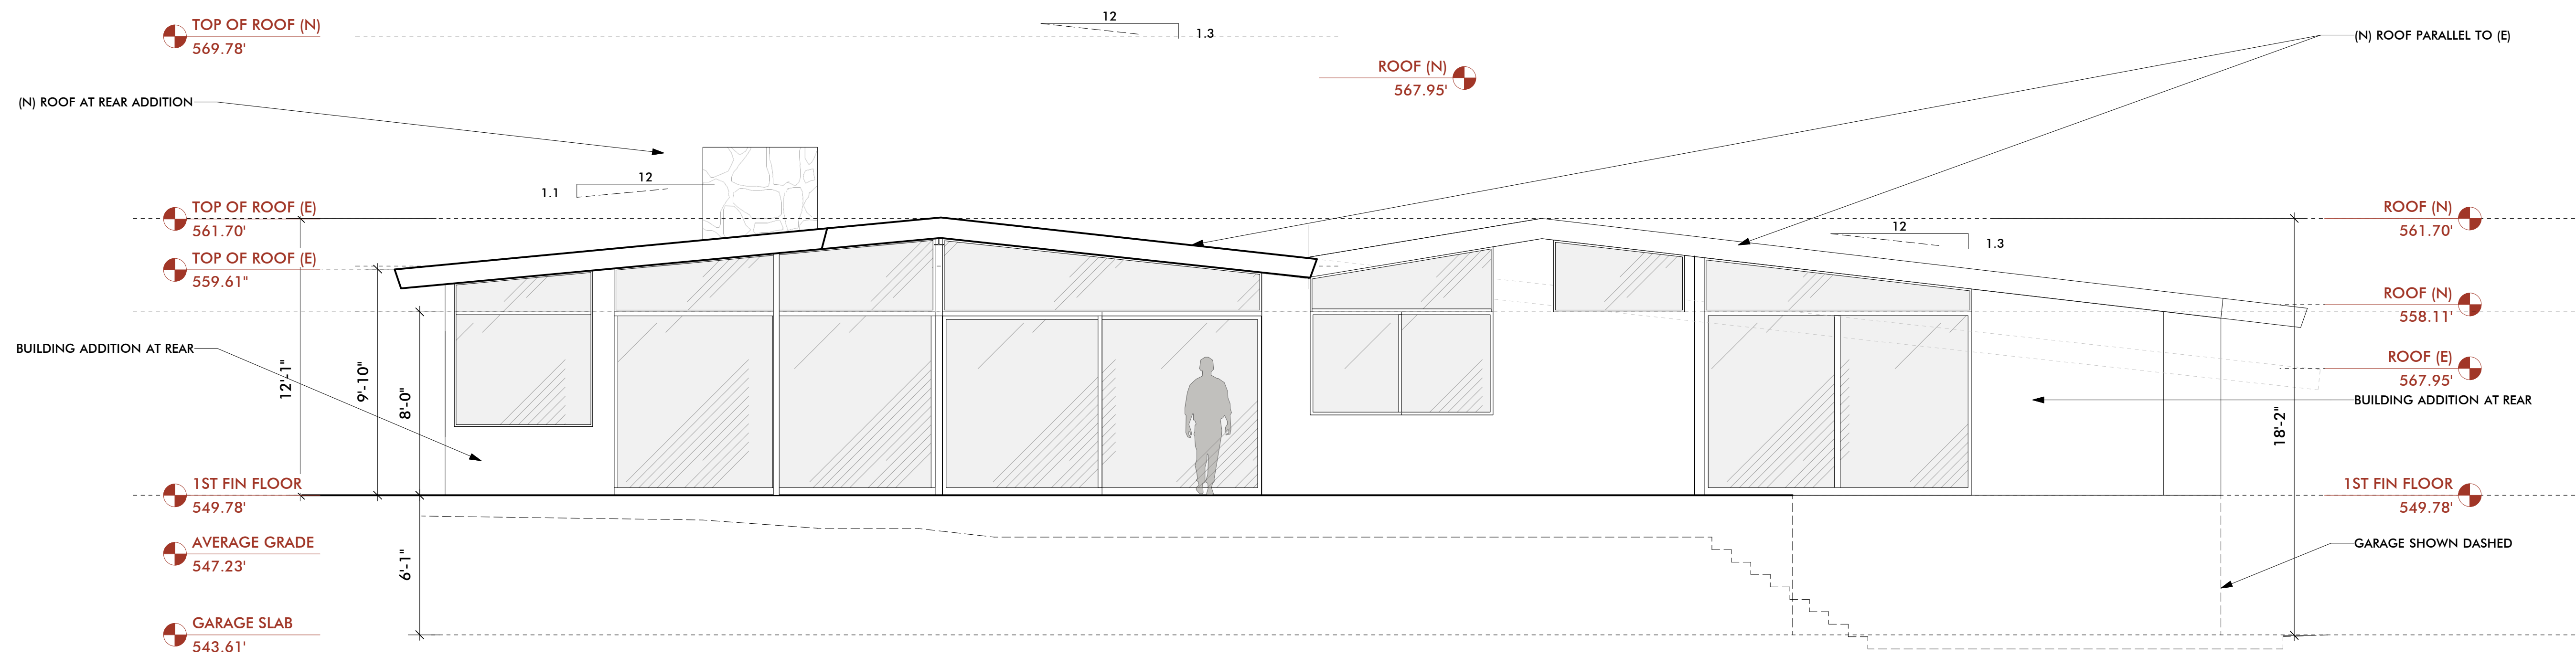 TOP OF ROOF (N)
569.78'
12
1.3
(N) ROOF PARALLEL TO (E)
ROOF (N)
567.95'
(N) ROOF AT REAR ADDITION
12
1.1
TOP OF ROOF (E)
561.70'
ROOF (N)
561.70'
12
1.3
TOP OF ROOF (E)
559.61"
ROOF (N)
558.11'
BUILDING ADDITION AT REAR
12'-1"
9'-10"
8'-0"
ROOF (E)
567.95'
BUILDING ADDITION AT REAR
18'-2"
1ST FIN FLOOR
549.78'
1ST FIN FLOOR
549.78'
AVERAGE GRADE
547.23'
6'-1"
GARAGE SHOWN DASHED
GARAGE SLAB
543.61'